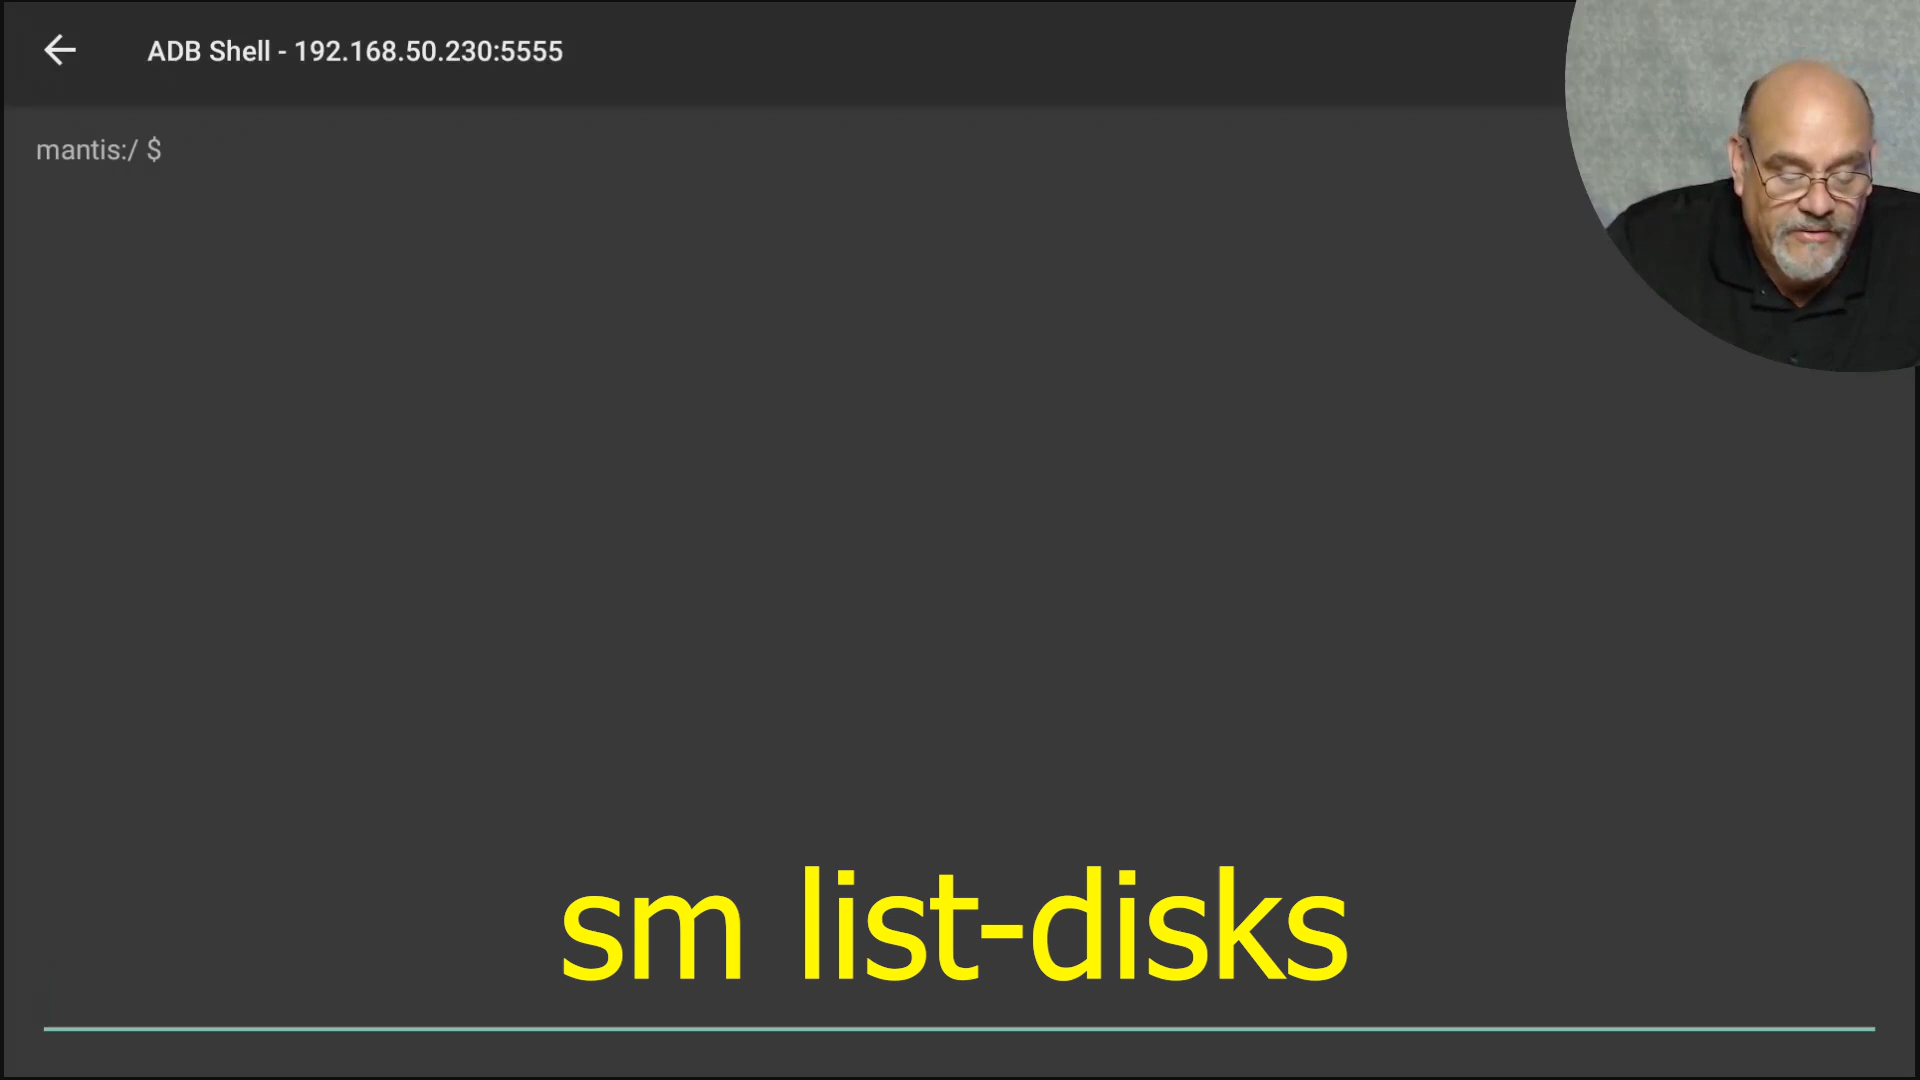 ADB Shell - 192.168.50.230:5555
mantis:/ $
sm list-disks